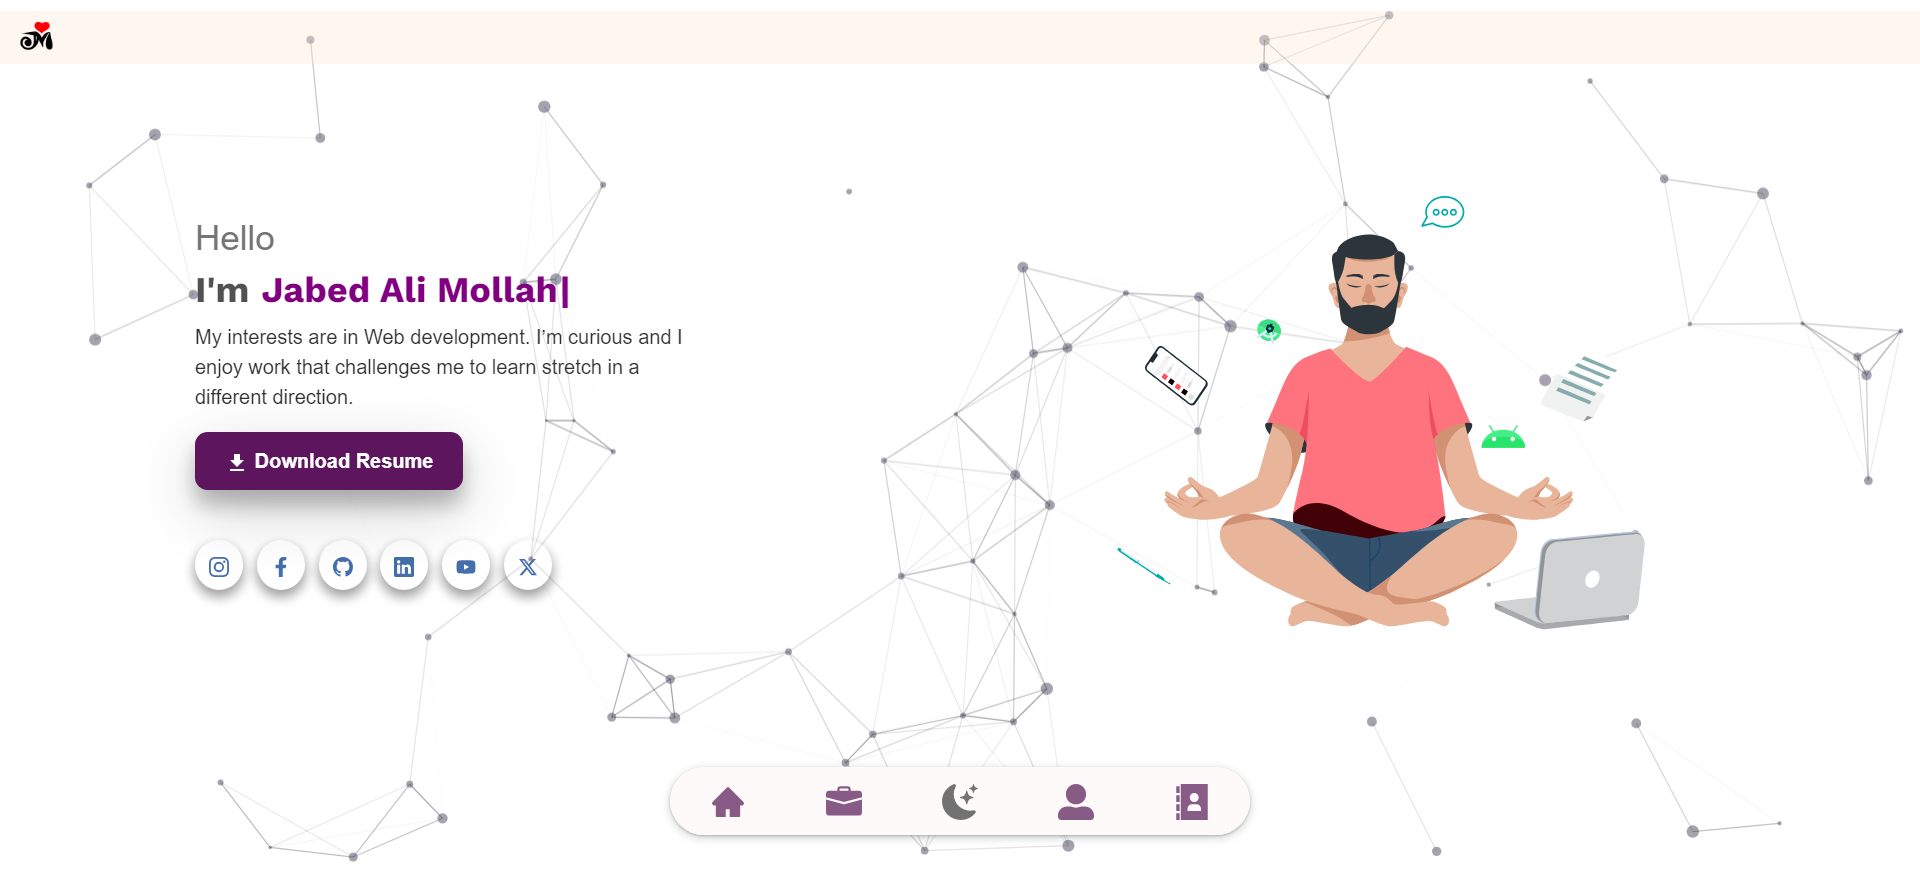 JM
Hello
I'm Jabed Ali Mollah|
My interests are in Web development. I'm curious and I
enjoy work that challenges me to learn stretch in a
different direction.
Download Resume